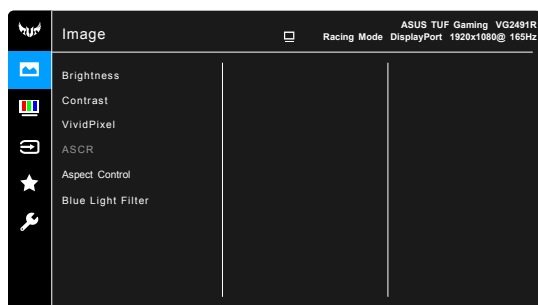 Image
ASUS TUF Gaming VG2491R
Racing Mode DisplayPort 1920x1080@ 165Hz
Brightness
Contrast
VividPixel
ASCR
Aspect Control
Blue Light Filter